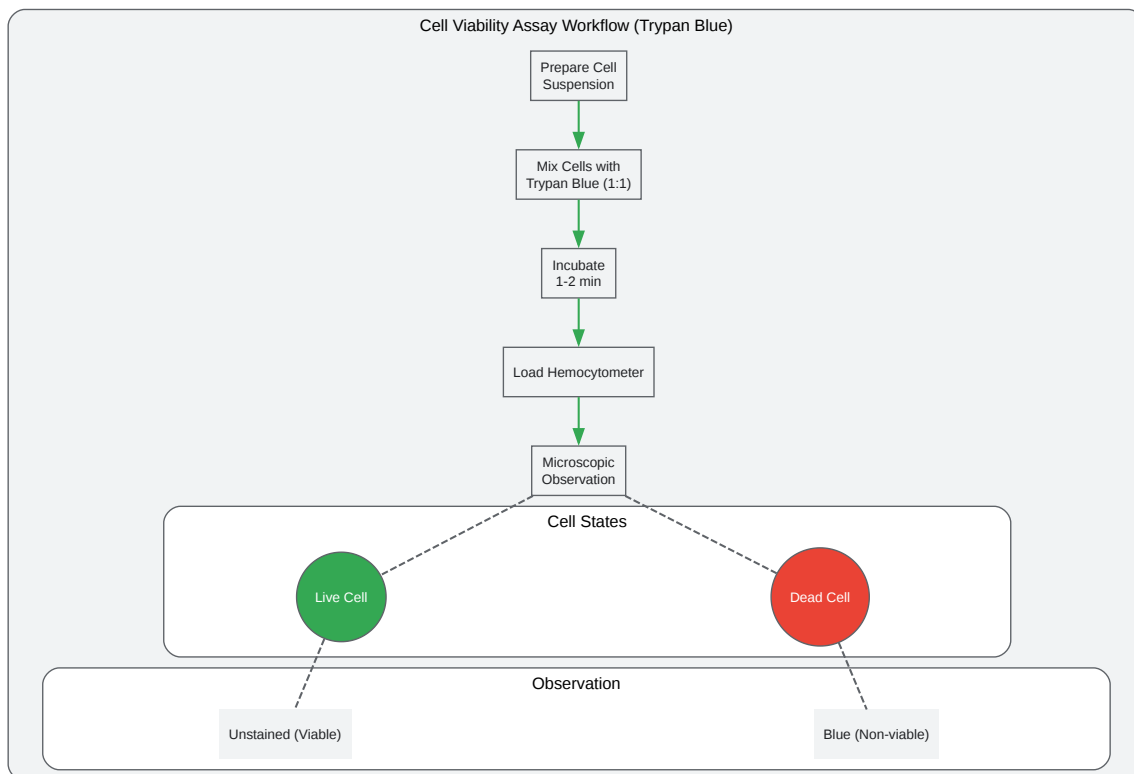 Cell Viability Assay Workflow (Trypan Blue)
Prepare Cell
Suspension
Mix Cells with
Trypan Blue (1:1)
Incubate
1-2 min
Load Hemocytometer
Microscopic
Observation
Cell States
Live Cell
Dead Cell
Observation
Unstained (Viable)
Blue (Non-viable)